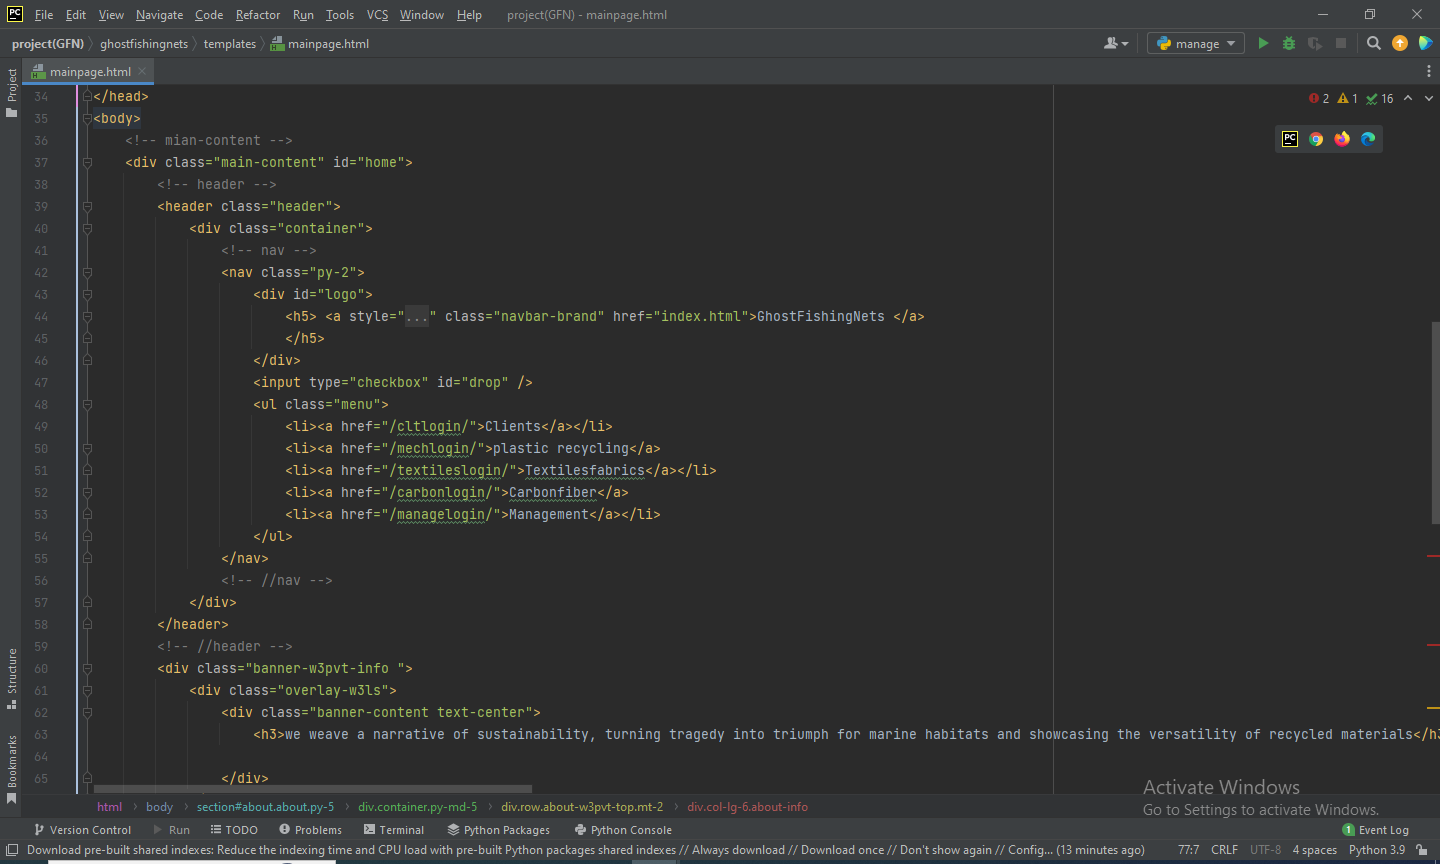 PC File Edit View Navigate Code Refactor Run Tools VCS Window Help project(GFN) - mainpage.html
project(GFN) ghostfishingnets templates H mainpage.html manage
H mainpage.html
Project
2 1 16
34 </head>
35 <body>
36 <!-- mian-content -->
PC
37 <div class="main-content" id="home">
38 <!-- header -->
39 <header class="header">
40 <div class="container">
41 <!-- nav -->
42 <nav class="py-2">
43 <div id="logo">
44 <h5> <a style="..." class="navbar-brand" href="index.html">GhostFishingNets </a>
45 </h5>
46 </div>
47 <input type="checkbox" id="drop" />
48 <ul class="menu">
49 <li><a href="/cltlogin/">Clients</a></li>
50 <li><a href="/mechlogin/">plastic recycling</a>
51 <li><a href="/textileslogin/">Textilesfabrics</a></li>
52 <li><a href="/carbonlogin/">Carbonfiber</a>
53 <li><a href="/managelogin/">Management</a></li>
54 </ul>
55 </nav>
56 <!-- //nav -->
57 </div>
58 </header>
59 <!-- //header -->
60 <div class="banner-w3pvt-info ">
61 <div class="overlay-w3ls">
62 <div class="banner-content text-center">
63 <h3>we weave a narrative of sustainability, turning tragedy into triumph for marine habitats and showcasing the versatility of recycled materials</h3
64
65 </div>
Structure
Bookmarks
Activate Windows
Go to Settings to activate Windows.
html body section#about.about.py-5 div.container.py-md-5 div.row.about-w3pvt-top.mt-2 div.col-lg-6.about-info
Version Control Run TODO Problems Terminal Python Packages Python Console 1 Event Log
Download pre-built shared indexes: Reduce the indexing time and CPU load with pre-built Python packages shared indexes // Always download // Download once // Don't show again // Config... (13 minutes ago) 77:7 CRLF UTF-8 4 spaces Python 3.9